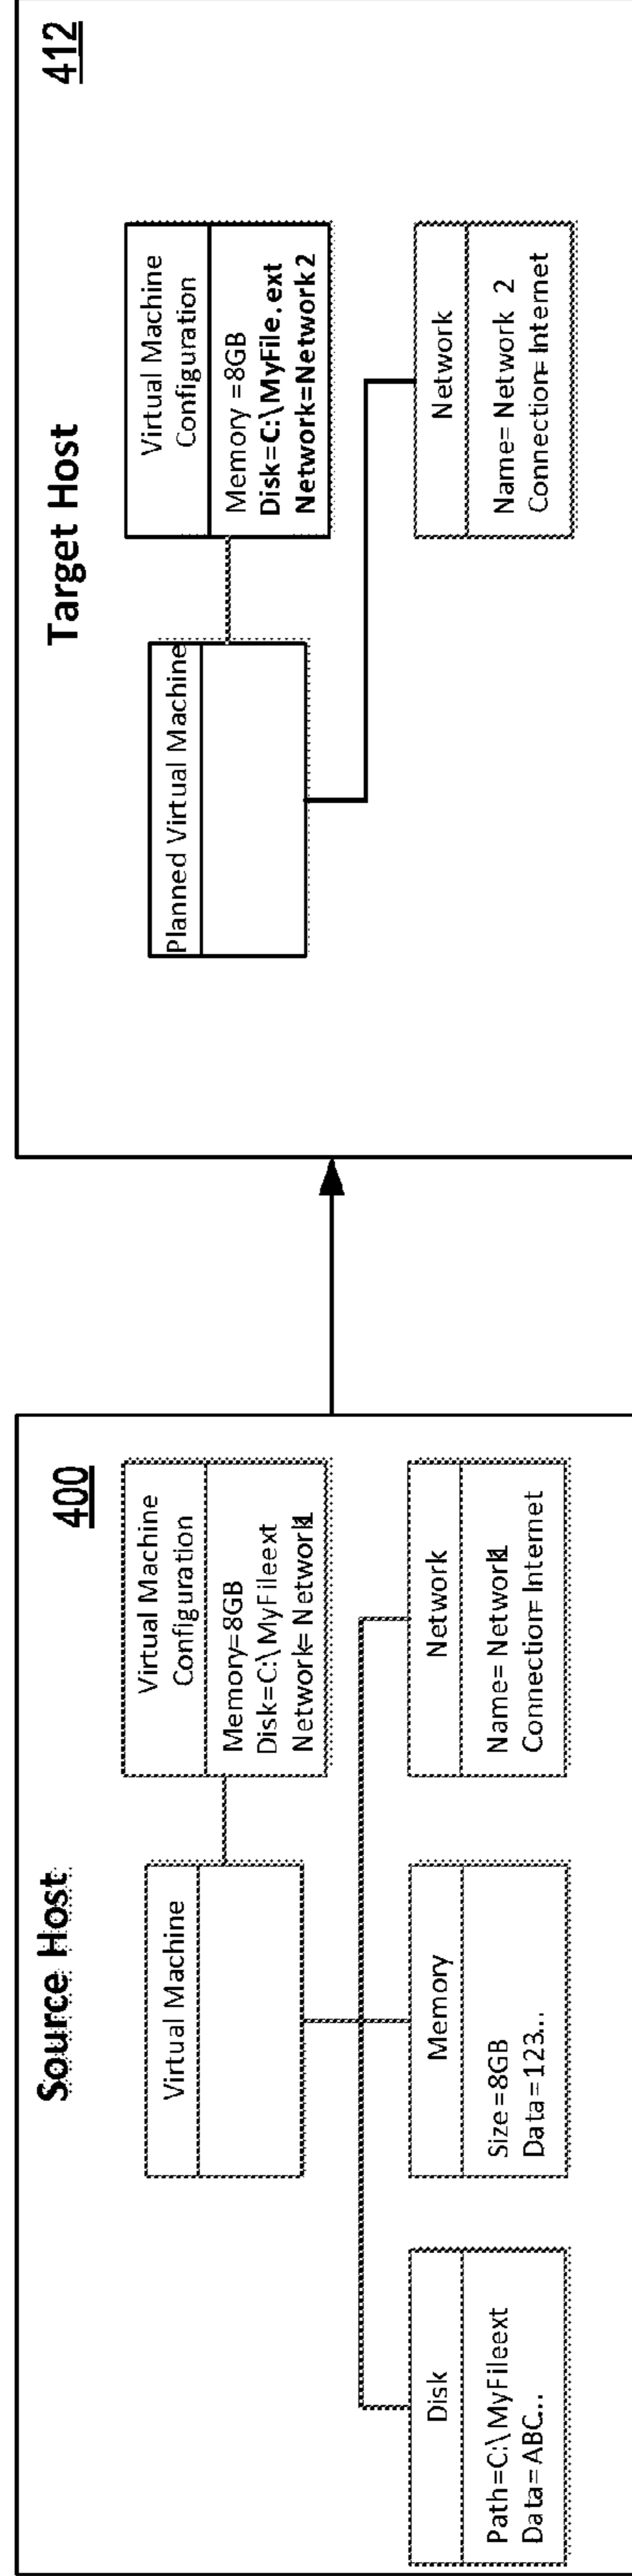 Source Host
400
Virtual Machine
Virtual Machine
Configuration
Memory=8GB
Disk=C:\MyFileext
Network=Network1
Disk
Path=C:\MyFileext
Data=ABC...
Memory
Size=8GB
Data=123...
Network
Name=Network1
Connection=Internet
Target Host
412
Planned Virtual Machine
Virtual Machine
Configuration
Memory=8GB
Disk=C:\MyFile.ext
Network=Network2
Network
Name=Network 2
Connection=Internet